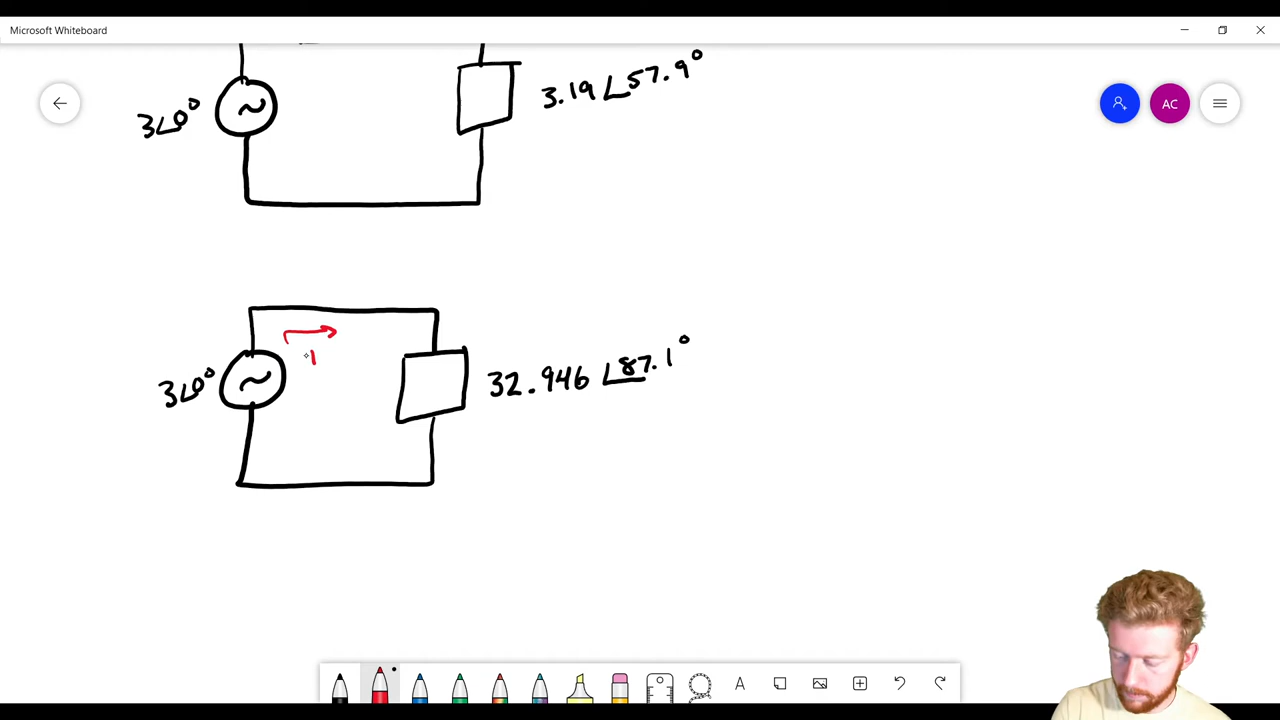 Microsoft Whiteboard
AC
3∠0°
3.19∠57.9°
3∠0°
32.946∠87.1°
A